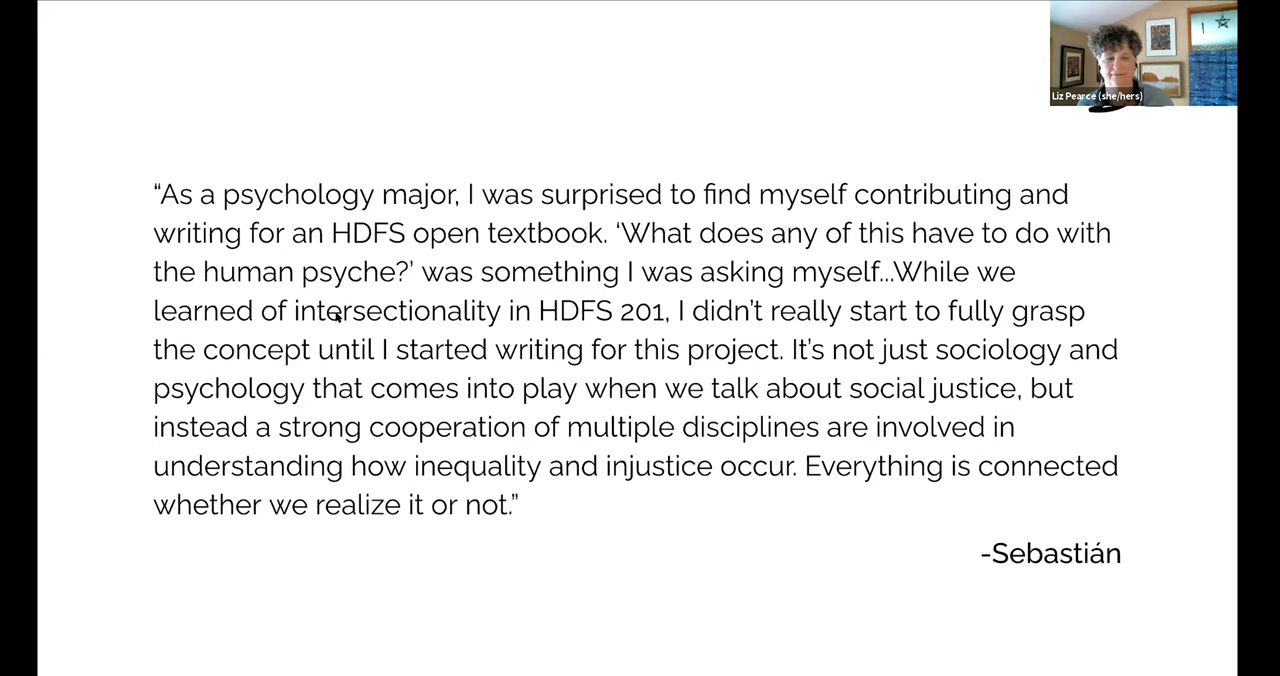 Liz Pearce (she/hers)
“As a psychology major, I was surprised to find myself contributing and
writing for an HDFS open textbook. ‘What does any of this have to do with
the human psyche?’ was something I was asking myself...While we
learned of intersectionality in HDFS 201, I didn’t really start to fully grasp
the concept until I started writing for this project. It’s not just sociology and
psychology that comes into play when we talk about social justice, but
instead a strong cooperation of multiple disciplines are involved in
understanding how inequality and injustice occur. Everything is connected
whether we realize it or not.”
-Sebastián